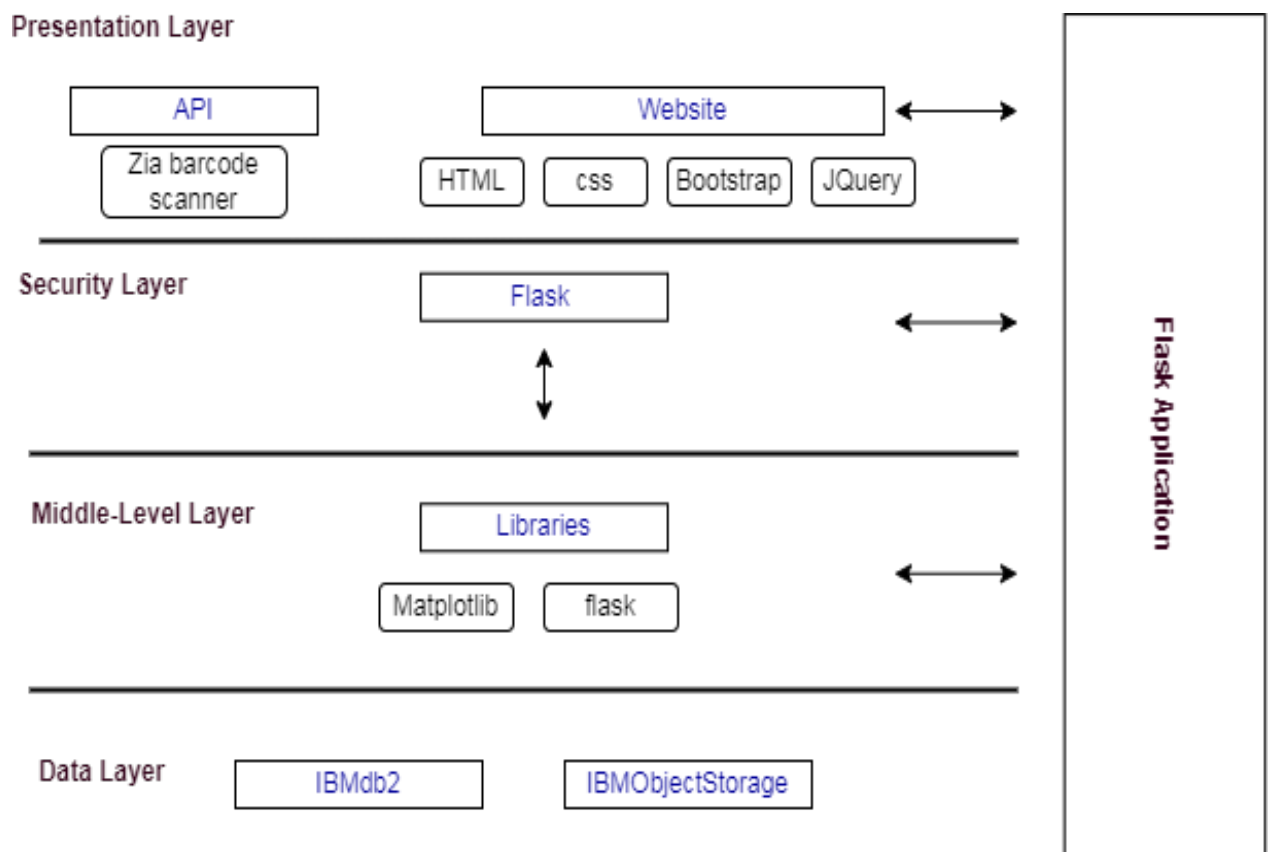 Presentation Layer
API
Website
Zia barcode
scanner
HTML
css
Bootstrap
JQuery
Security Layer
Flask
Flask Application
Middle-Level Layer
Libraries
Matplotlib
flask
Data Layer
IBMdb2
IBMObjectStorage